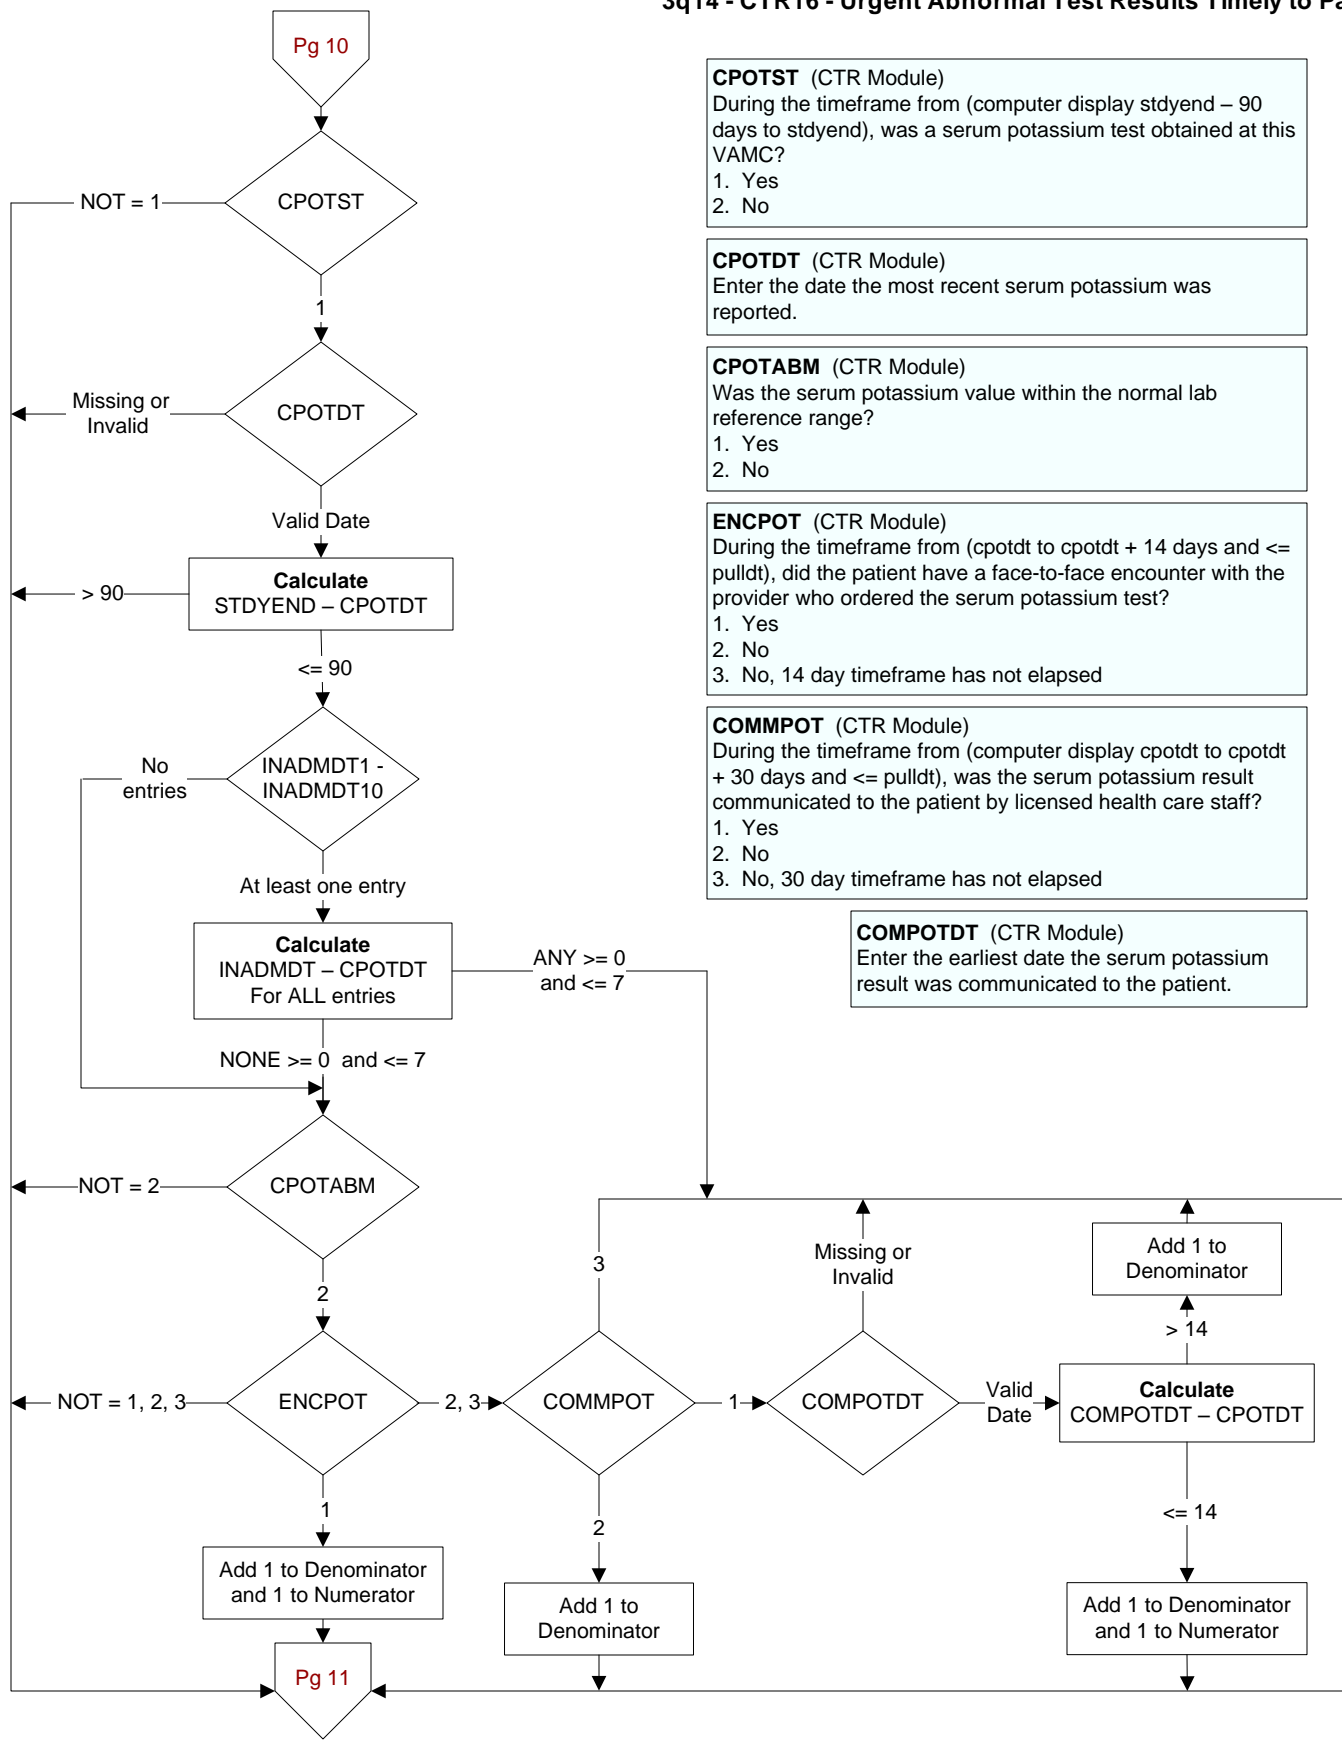 3q14 - CTR16 - Urgent Abnormal Test Results Timely to Pa
Pg 10
CPOTST
NOT = 1
1
CPOTDT
Missing or
Invalid
Valid Date
Calculate
STDYEND – CPOTDT
> 90
<= 90
INADMDT1 -
INADMDT10
No
entries
At least one entry
Calculate
INADMDT – CPOTDT
For ALL entries
ANY >= 0
and <= 7
NONE >= 0 and <= 7
CPOTABM
NOT = 2
2
ENCPOT
NOT = 1, 2, 3
2, 3
1
Add 1 to Denominator
and 1 to Numerator
Pg 11
COMMPOT
3
1
2
Add 1 to
Denominator
COMPOTDT
Missing or
Invalid
Valid
Date
Calculate
COMPOTDT – CPOTDT
> 14
Add 1 to
Denominator
<= 14
Add 1 to Denominator
and 1 to Numerator
CPOTST (CTR Module)
During the timeframe from (computer display stdyend – 90
days to stdyend), was a serum potassium test obtained at this
VAMC?
1. Yes
2. No
CPOTDT (CTR Module)
Enter the date the most recent serum potassium was
reported.
CPOTABM (CTR Module)
Was the serum potassium value within the normal lab
reference range?
1. Yes
2. No
ENCPOT (CTR Module)
During the timeframe from (cpotdt to cpotdt + 14 days and <=
pulldt), did the patient have a face-to-face encounter with the
provider who ordered the serum potassium test?
1. Yes
2. No
3. No, 14 day timeframe has not elapsed
COMMPOT (CTR Module)
During the timeframe from (computer display cpotdt to cpotdt
+ 30 days and <= pulldt), was the serum potassium result
communicated to the patient by licensed health care staff?
1. Yes
2. No
3. No, 30 day timeframe has not elapsed
COMPOTDT (CTR Module)
Enter the earliest date the serum potassium
result was communicated to the patient.